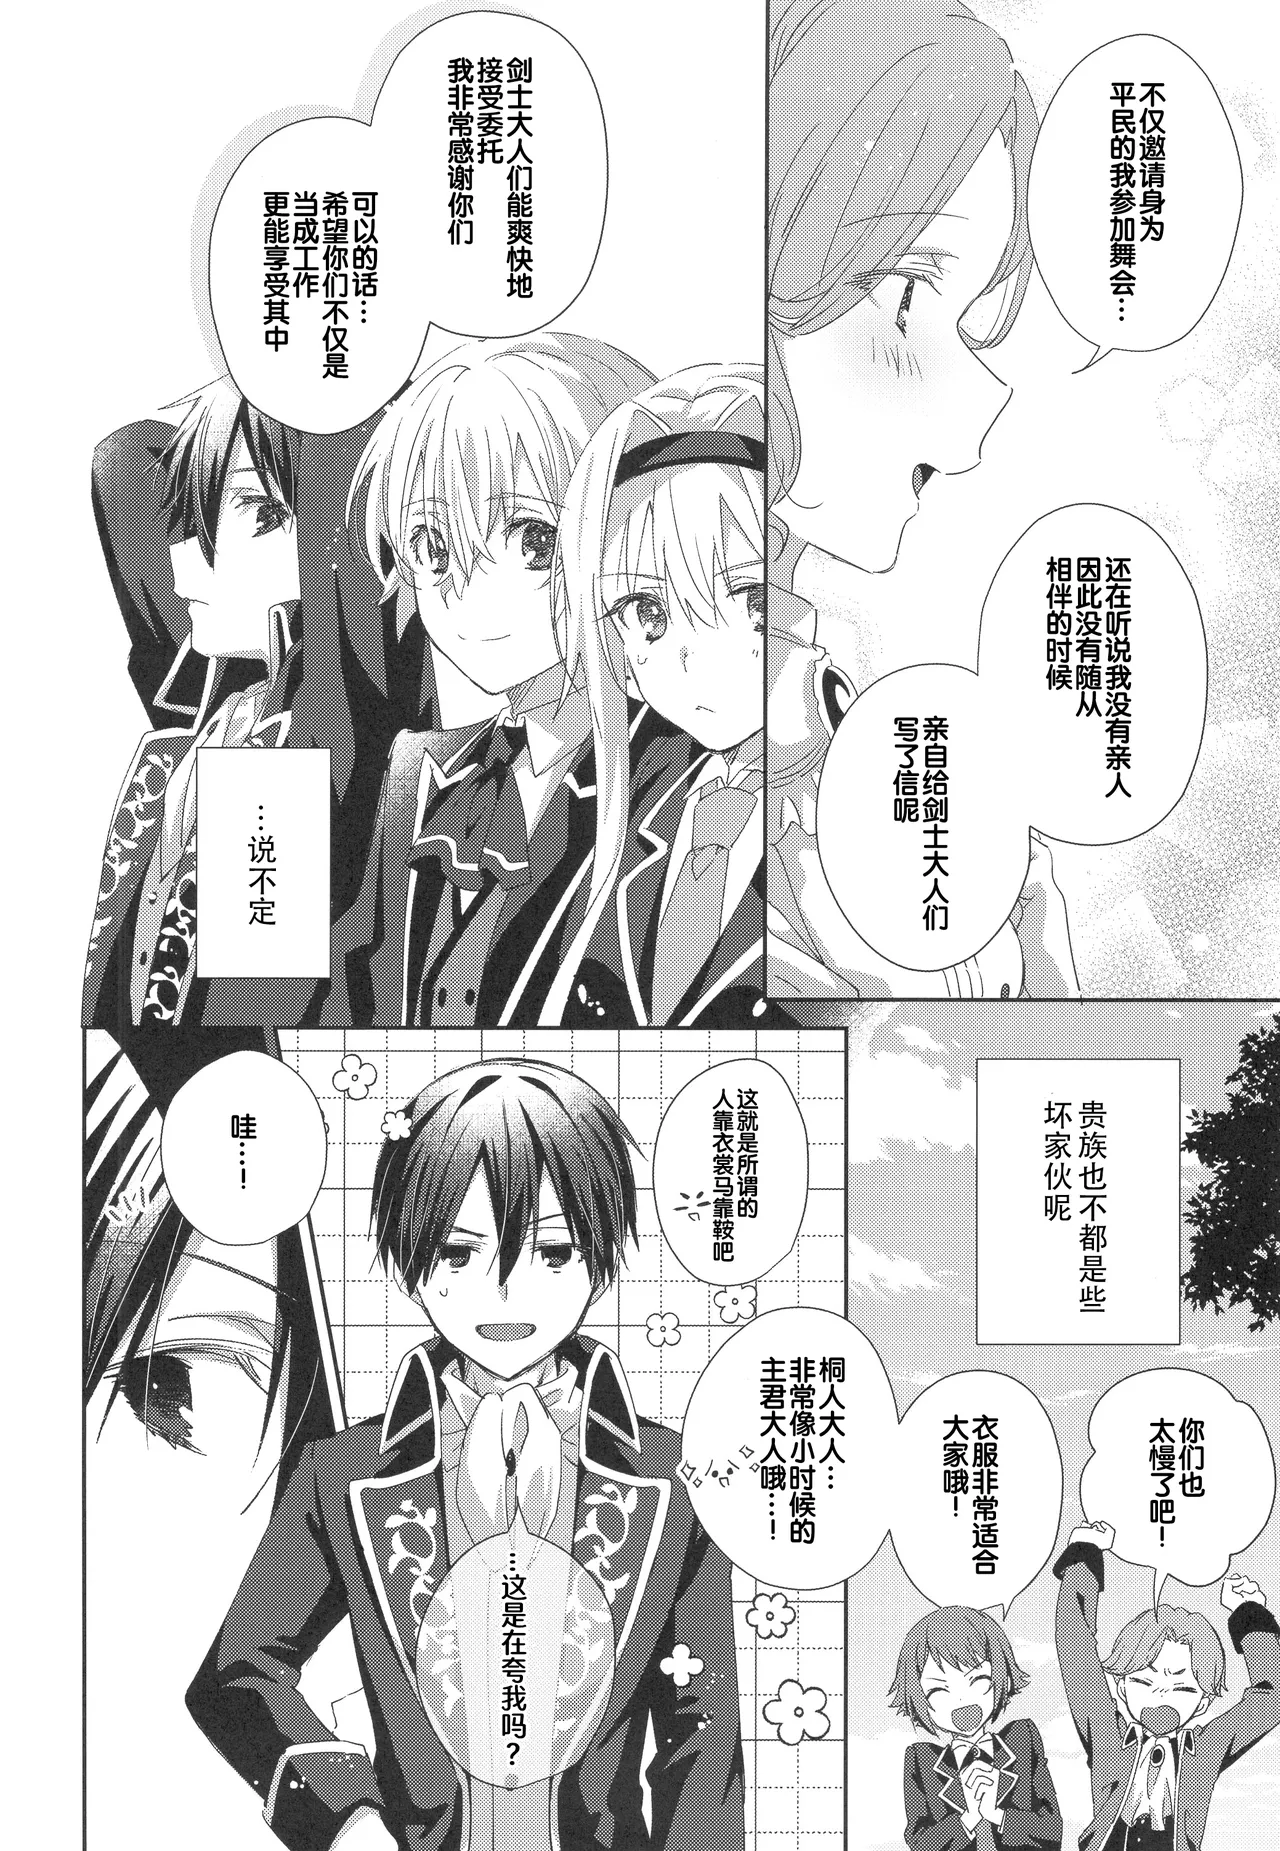 不仅邀请身为
平民的我参加舞会…
还在听说我没有亲人
因此没有随从
相伴的时候
亲自给剑士大人们
写了信呢
剑士大人们能爽快地
接受委托
我非常感谢你们
可以的话…
希望你们不仅是
当成工作
更能享受其中
…说不定
贵族也不都是些
坏家伙呢
你们也
太慢了吧!
衣服非常适合
大家哦!
桐人大人…
非常像小时候的
主君大人哦…!
这就是所谓的
人靠衣裳马靠鞍吧
…这是在夸我吗?
哇…!